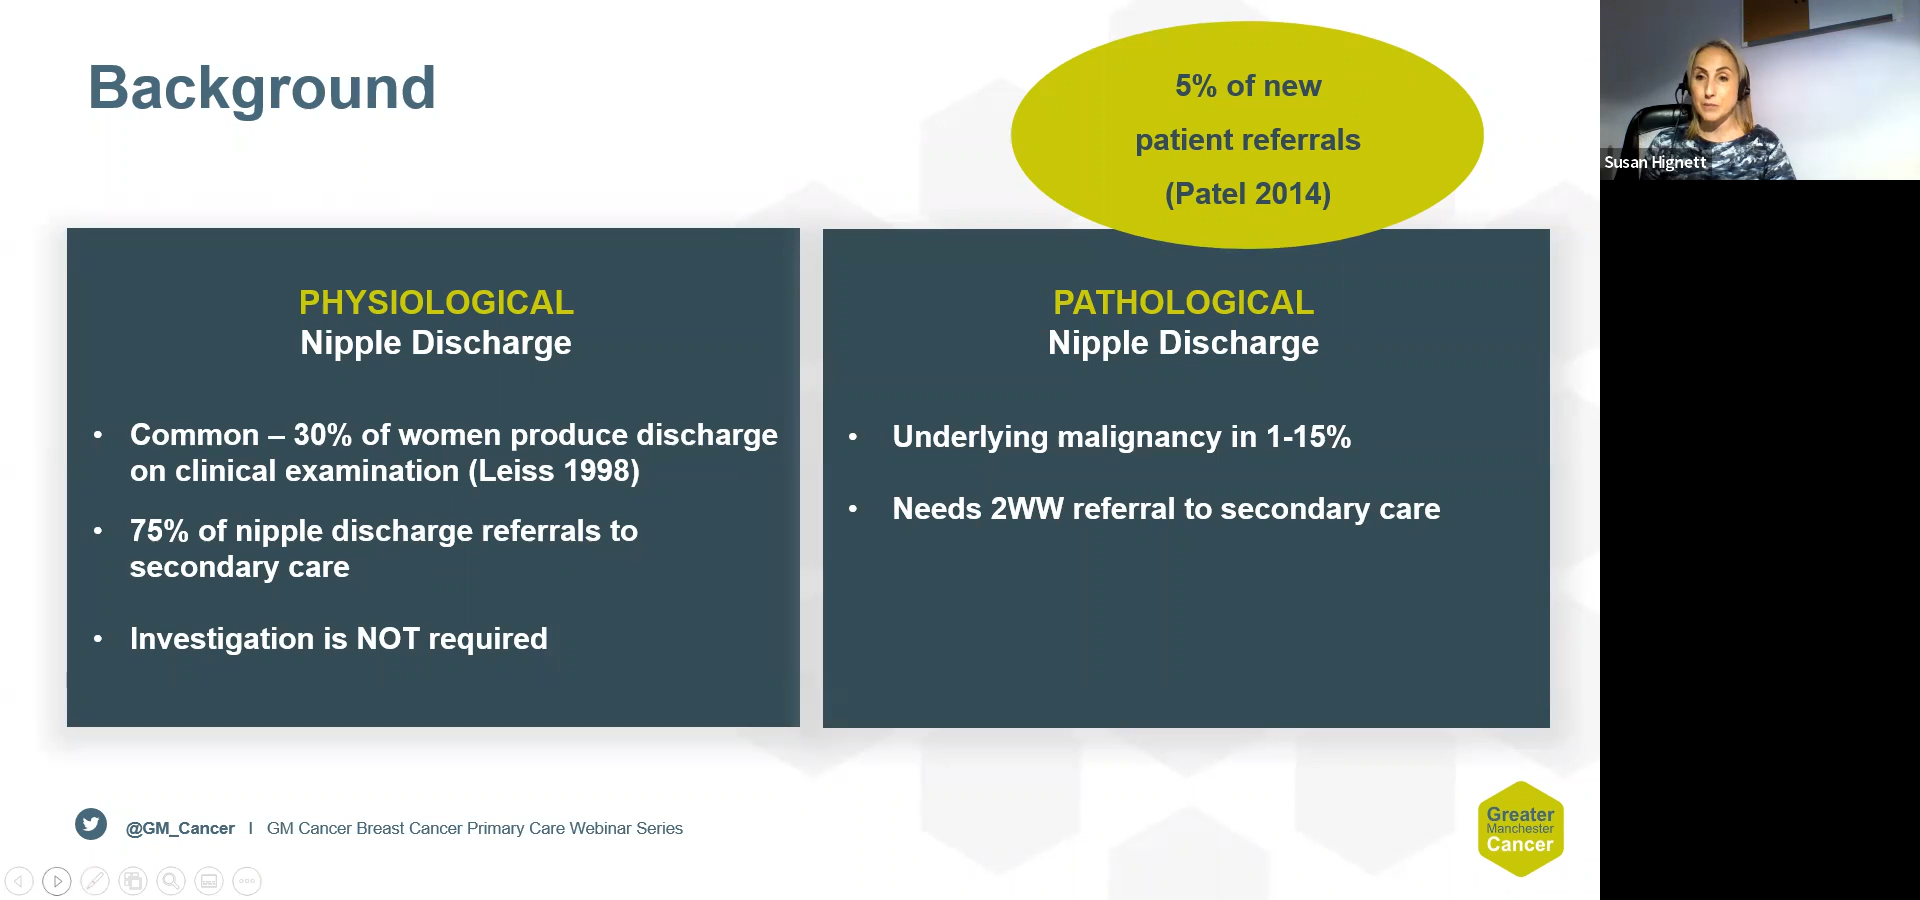 Background
5% of new
patient referrals
(Patel 2014)
PHYSIOLOGICAL
Nipple Discharge
• Common – 30% of women produce discharge
on clinical examination (Leiss 1998)
• 75% of nipple discharge referrals to
secondary care
• Investigation is NOT required
PATHOLOGICAL
Nipple Discharge
• Underlying malignancy in 1-15%
• Needs 2WW referral to secondary care
@GM_Cancer I GM Cancer Breast Cancer Primary Care Webinar Series
Greater
Manchester
Cancer
Susan Hignett